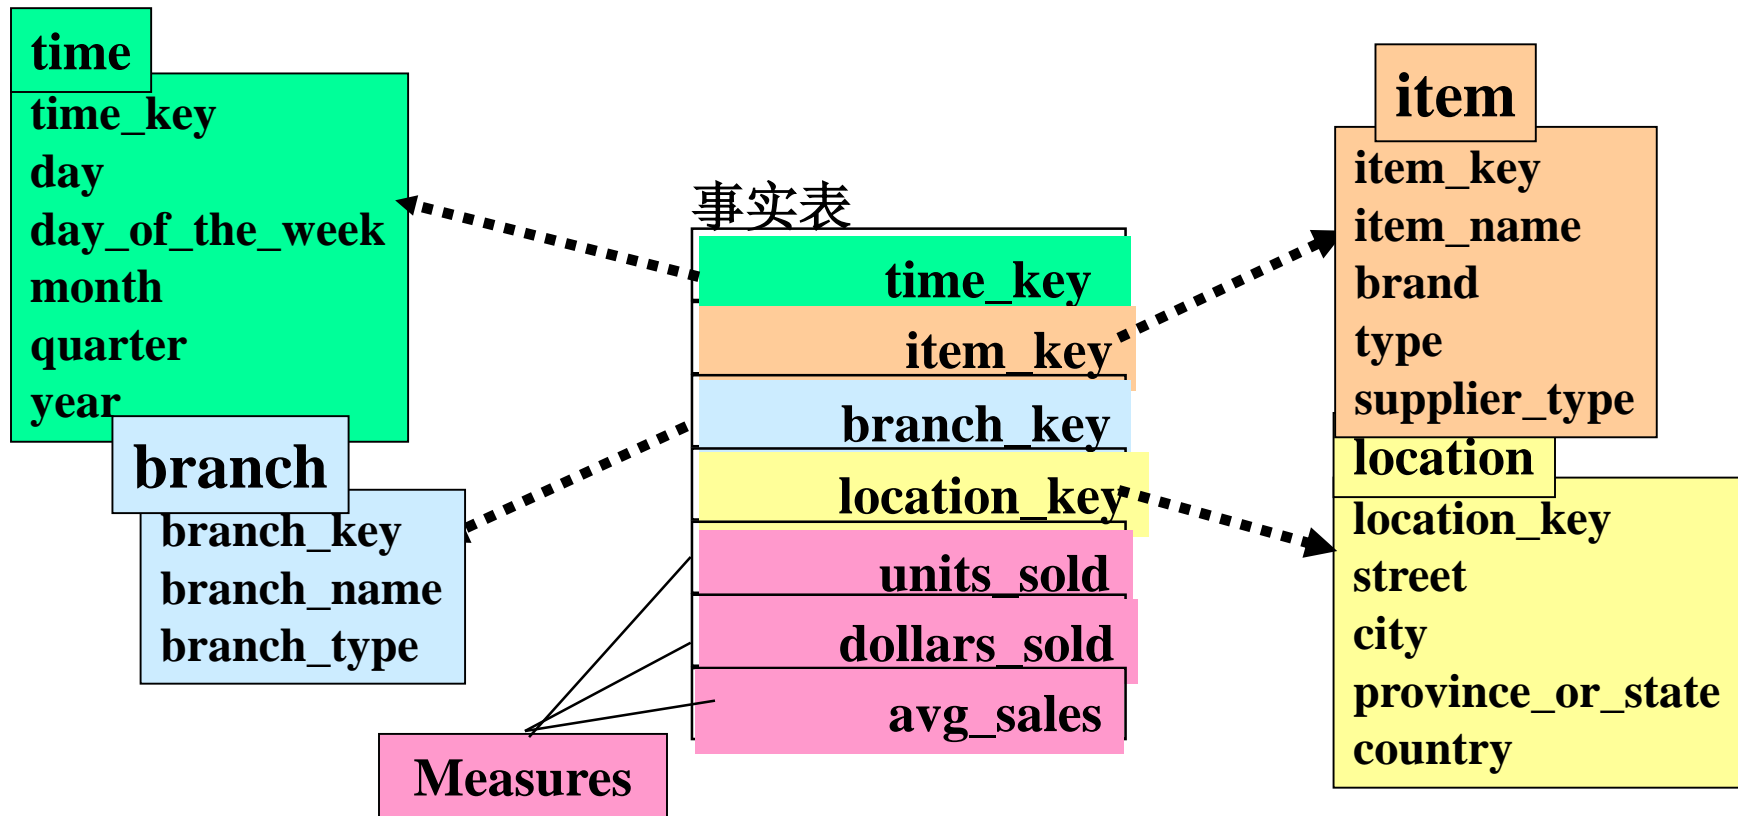 time
time_key
day
day_of_the_week
month
quarter
year
branch
branch_key
branch_name
branch_type
事实表
time_key
item_key
branch_key
location_key
units_sold
dollars_sold
avg_sales
Measures
item
item_key
item_name
brand
type
supplier_type
location
location_key
street
city
province_or_state
country